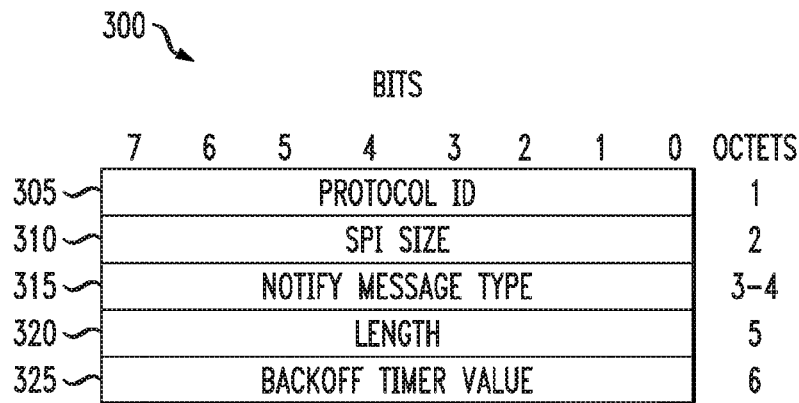 300
BITS
7 6 5 4 3 2 1 0 OCTETS
305 PROTOCOL ID 1
310 SPI SIZE 2
315 NOTIFY MESSAGE TYPE 3-4
320 LENGTH 5
325 BACKOFF TIMER VALUE 6